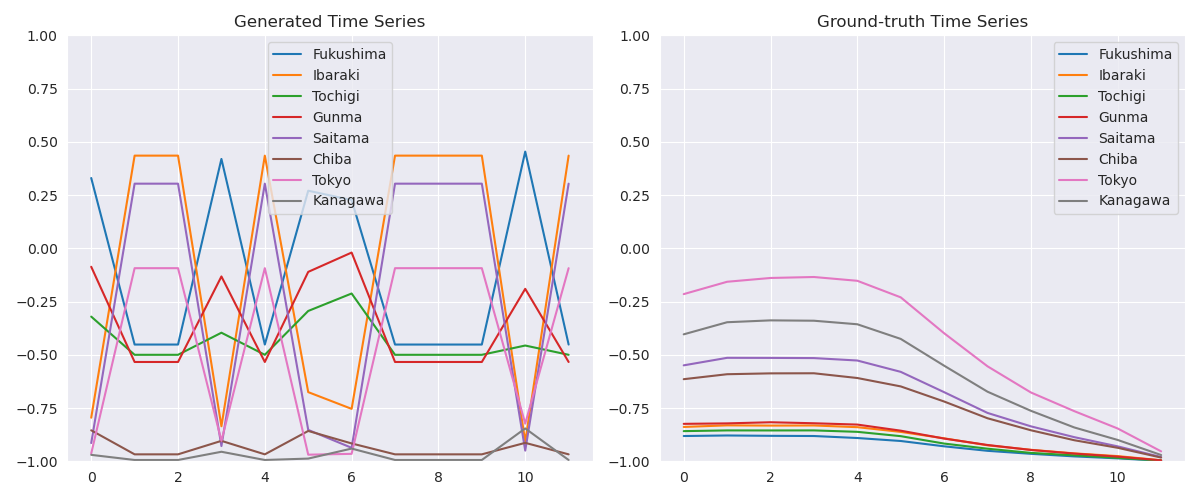 Generated Time Series
1.00
0.75
0.50
0.25
0.00
−0.25
−0.50
−0.75
−1.00
0 2 4 6 8 10
Fukushima
Ibaraki
Tochigi
Gunma
Saitama
Chiba
Tokyo
Kanagawa
Ground-truth Time Series
1.00
0.75
0.50
0.25
0.00
−0.25
−0.50
−0.75
−1.00
0 2 4 6 8 10
Fukushima
Ibaraki
Tochigi
Gunma
Saitama
Chiba
Tokyo
Kanagawa